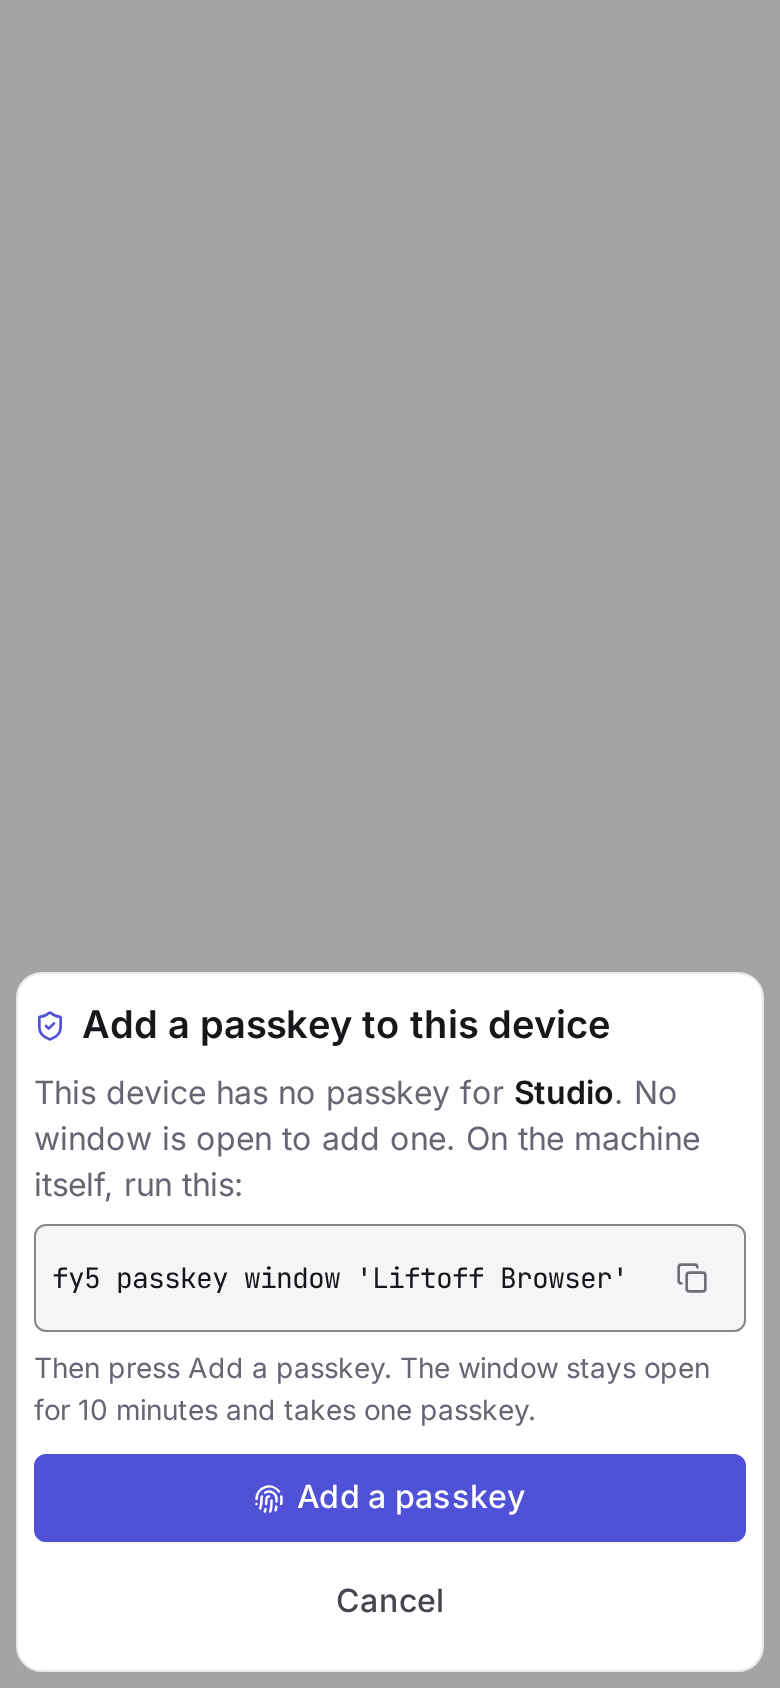 Add a passkey to this device
This device has no passkey for Studio. No
window is open to add one. On the machine
itself, run this:
fy5 passkey window 'Liftoff Browser'
Then press Add a passkey. The window stays open
for 10 minutes and takes one passkey.
Add a passkey
Cancel